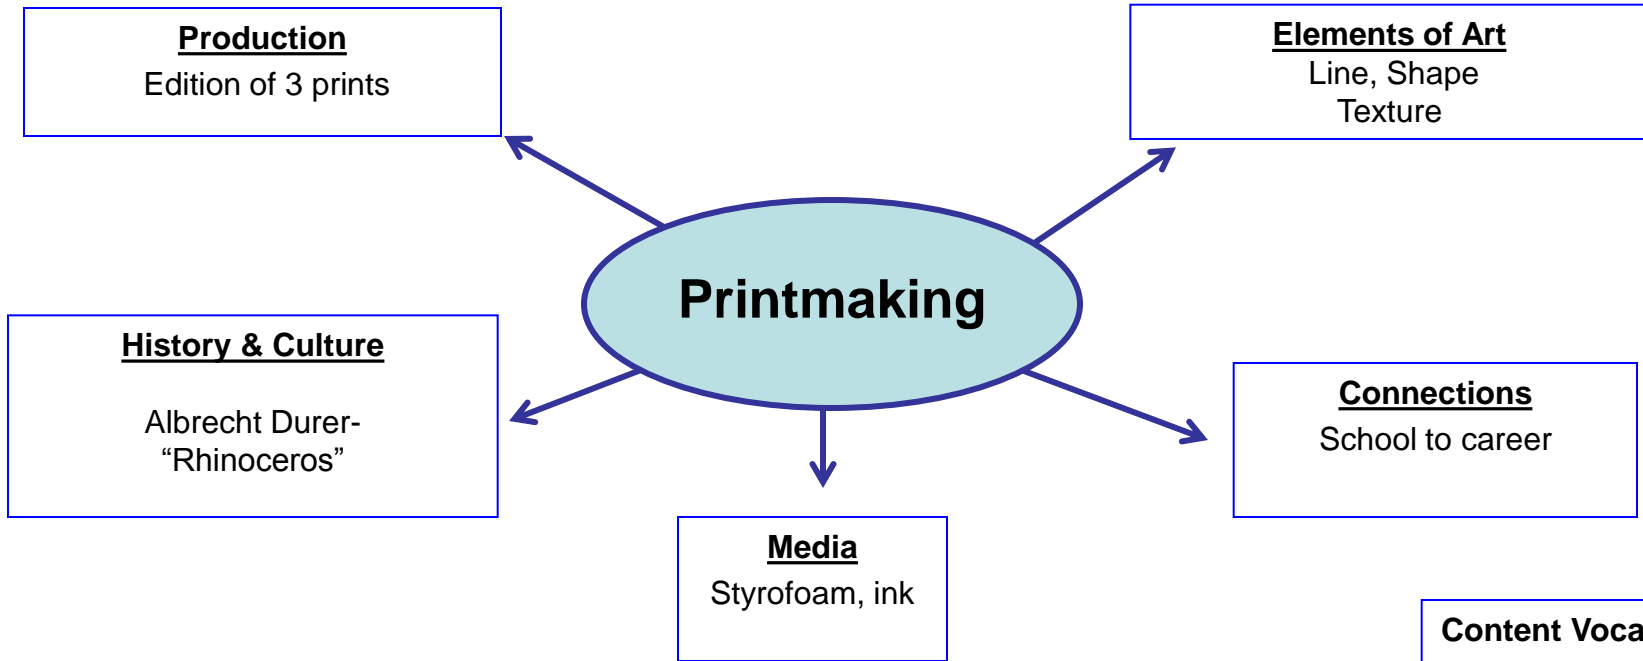 Production
Edition of 3 prints
Elements of Art
Line, Shape
Texture
Printmaking
History & Culture
Albrecht Durer-
“Rhinoceros”
Connections
School to career
Media
Styrofoam, ink
Content